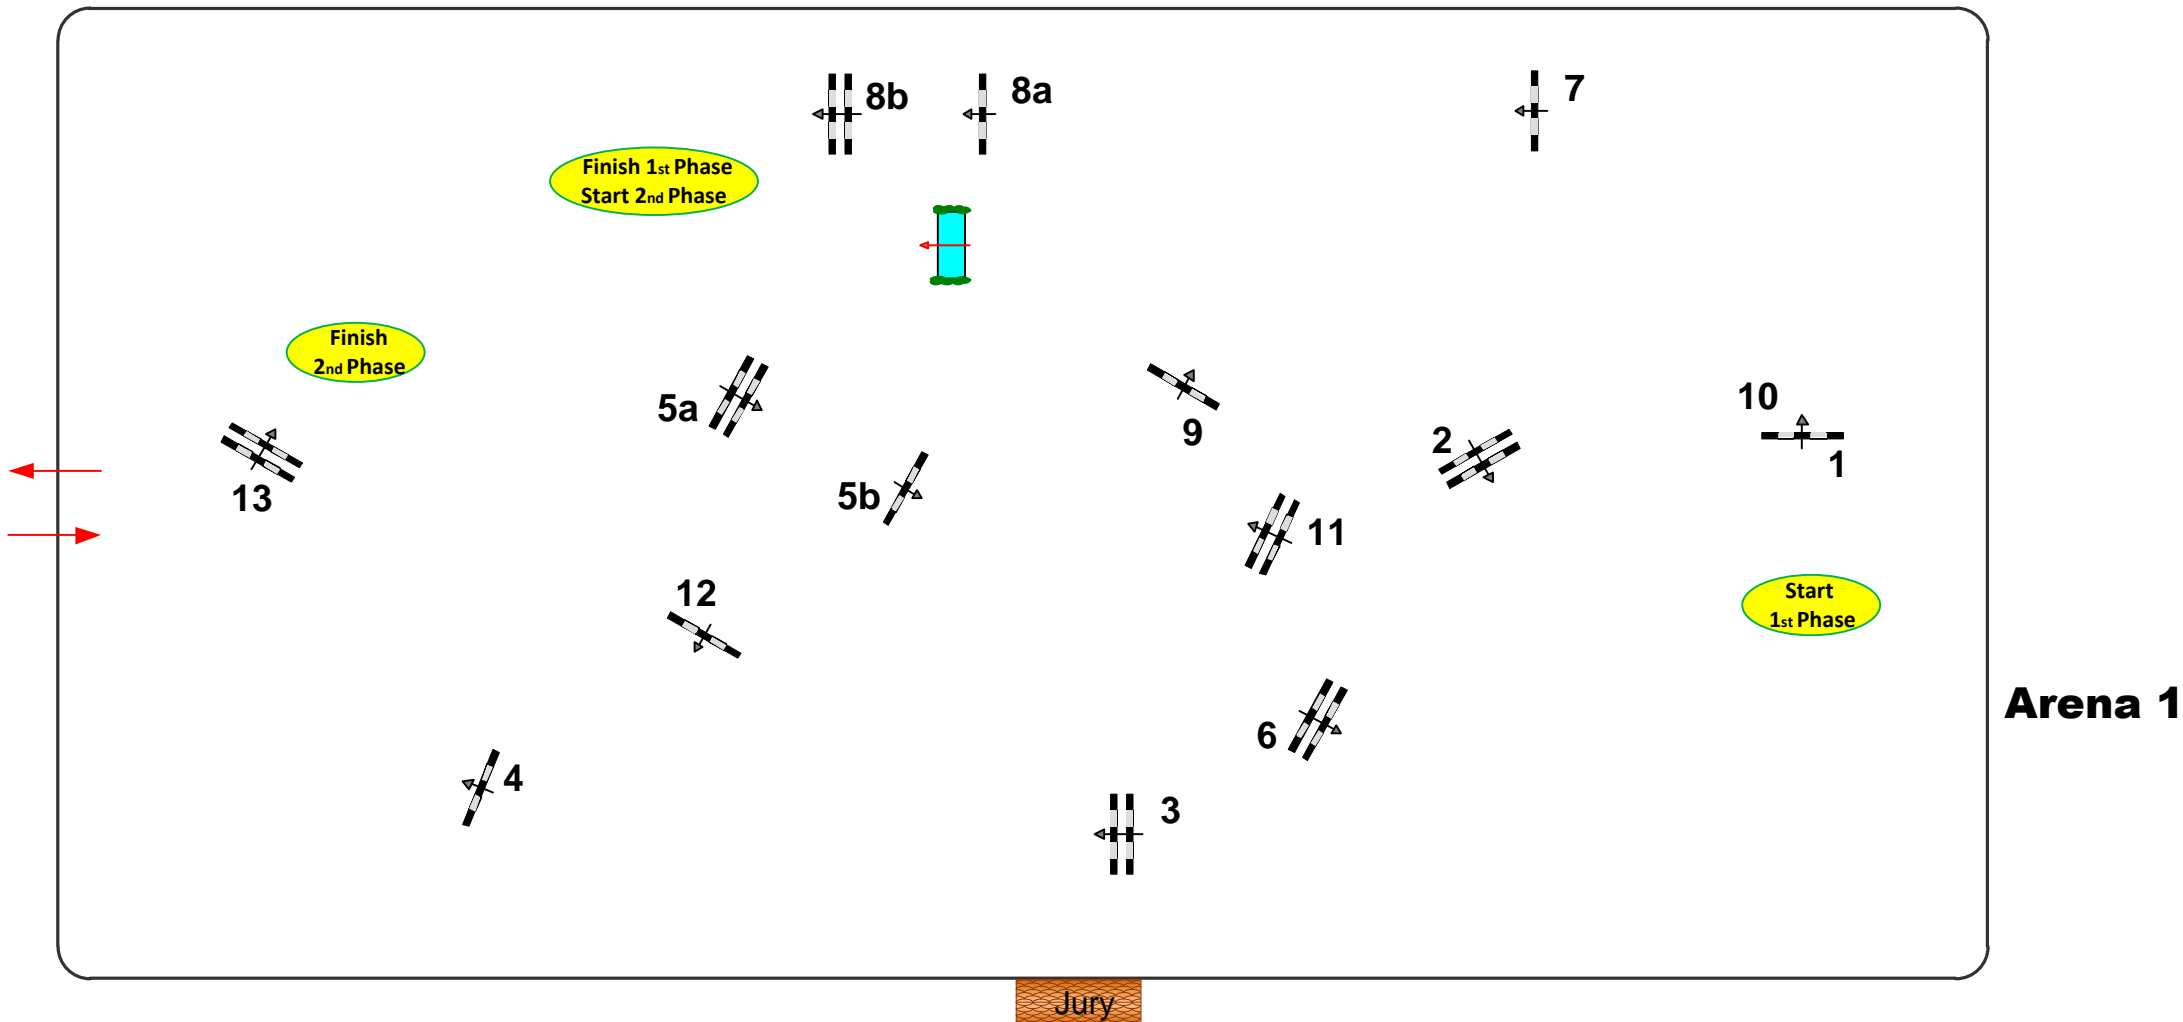 7
8a
8b
Finish 1st Phase
Start 2nd Phase
Finish
2nd Phase
5a
9
10
2
1
13
5b
11
12
Start
1st Phase
Arena 1
6
4
3
Jury